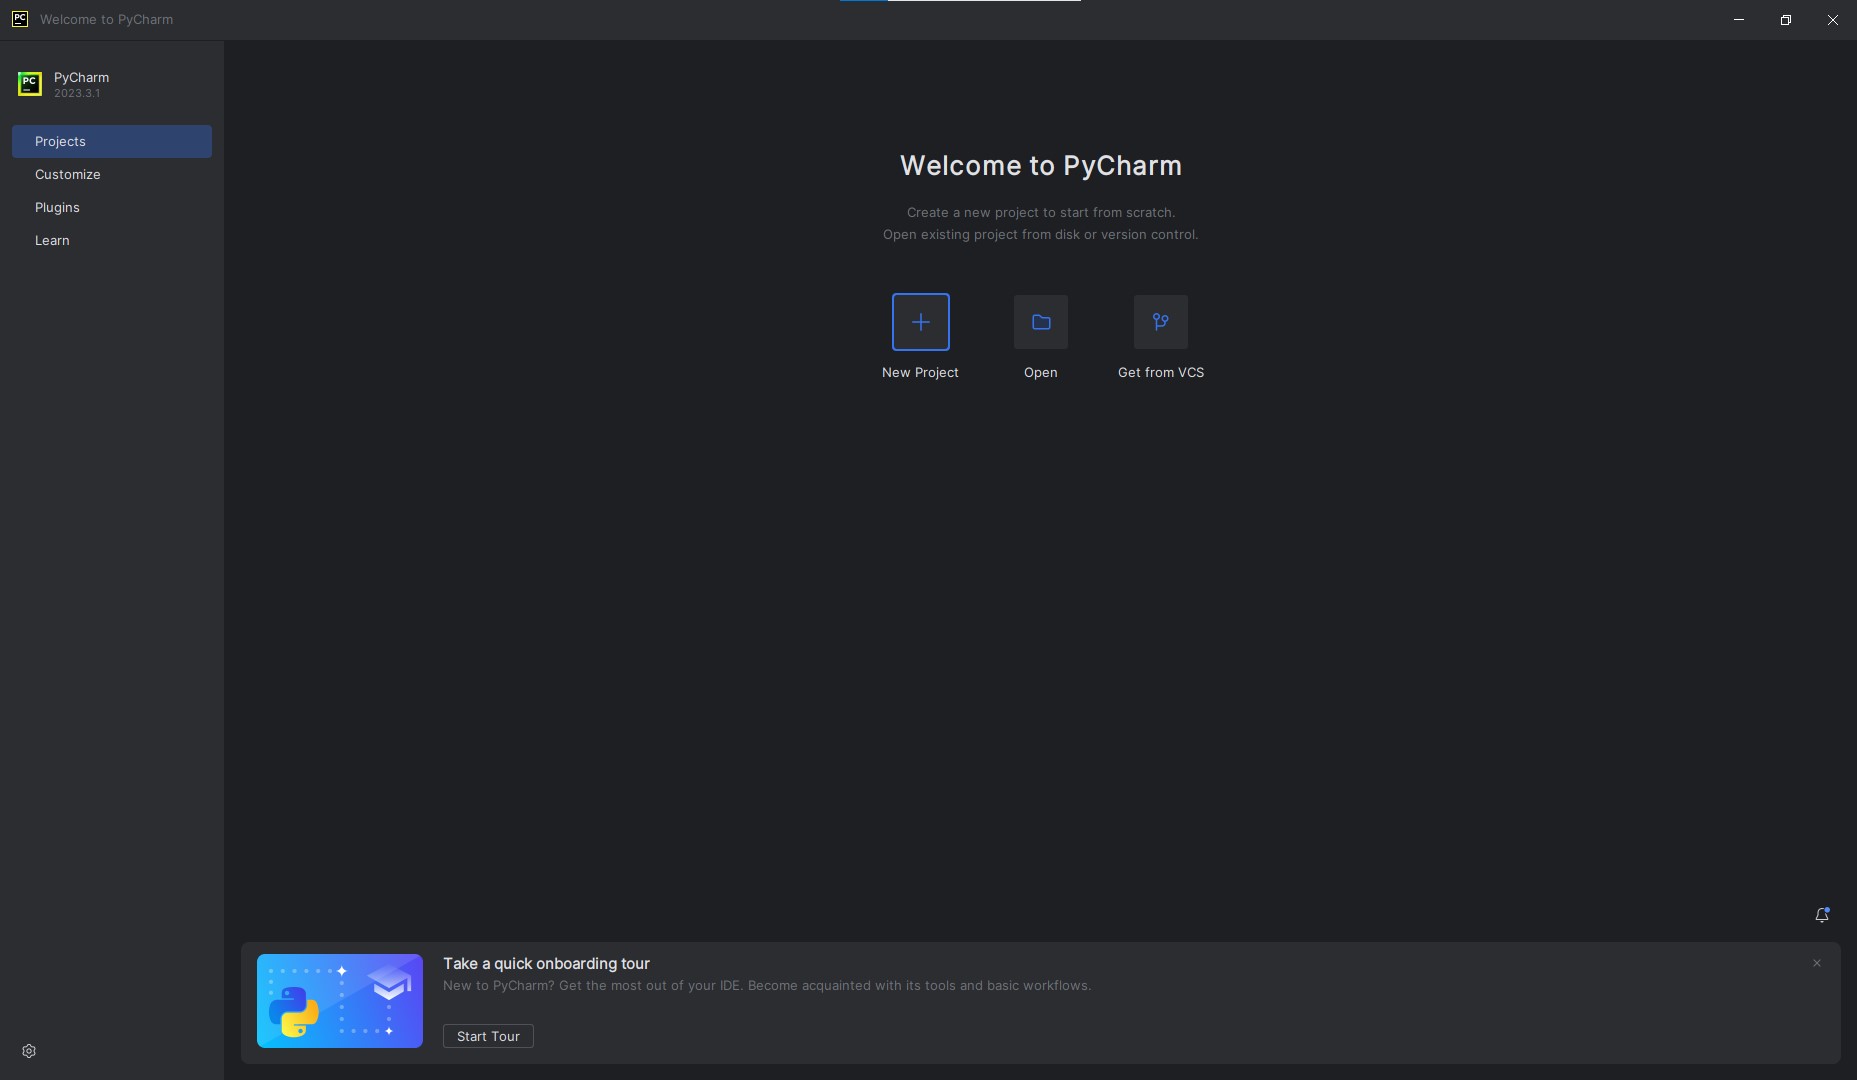 PC Welcome to PyCharm
PC PyCharm
2023.3.1
Projects
Customize
Plugins
Learn
Welcome to PyCharm
Create a new project to start from scratch.
Open existing project from disk or version control.
New Project Open Get from VCS
Take a quick onboarding tour
New to PyCharm? Get the most out of your IDE. Become acquainted with its tools and basic workflows.
Start Tour